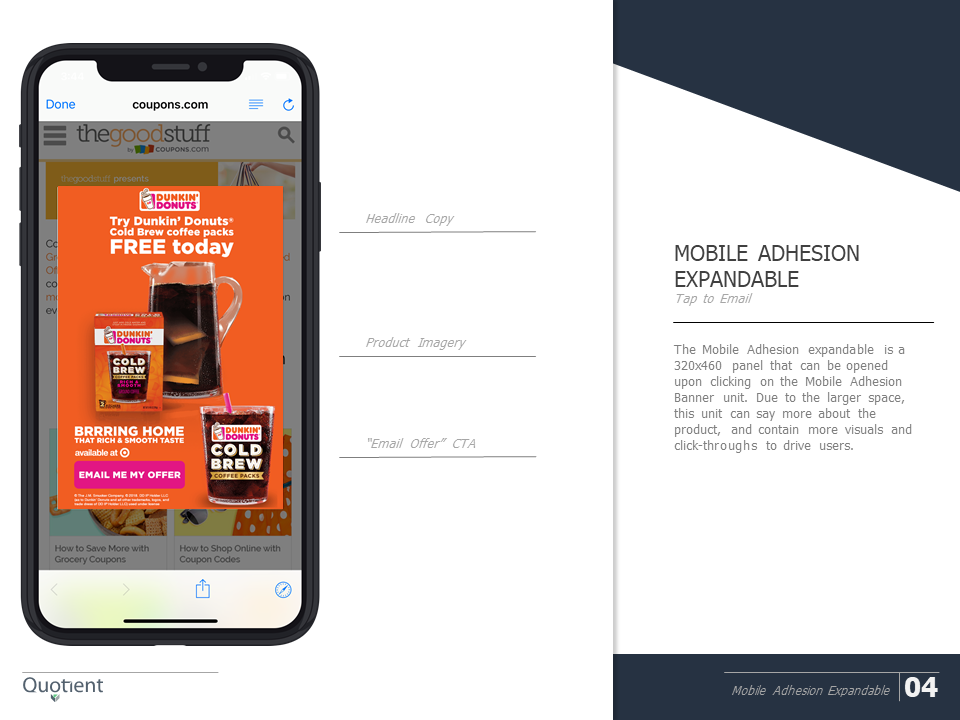 Done
coupons.com
thegoodstuff
by COUPONS.com
thegoodstuff presents
DUNKIN'
DONUTS
Try Dunkin' Donuts®
Cold Brew coffee packs
FREE today
DUNKIN'
DONUTS
COLD
BREW
COFFEE PACKS
RICH &
SMOOTH
BRRRING HOME
THAT RICH & SMOOTH TASTE
available at
EMAIL ME MY OFFER
DUNKIN'
DONUTS
COLD
BREW
COFFEE PACKS
How to Save More with
Grocery Coupons
How to Shop Online with
Coupon Codes
Headline Copy
Product Imagery
“Email Offer” CTA
MOBILE ADHESION
EXPANDABLE
Tap to Email
The Mobile Adhesion expandable is a
320x460 panel that can be opened
upon clicking on the Mobile Adhesion
Banner unit. Due to the larger space,
this unit can say more about the
product, and contain more visuals and
click-throughs to drive users.
Quotient
Mobile Adhesion Expandable
04